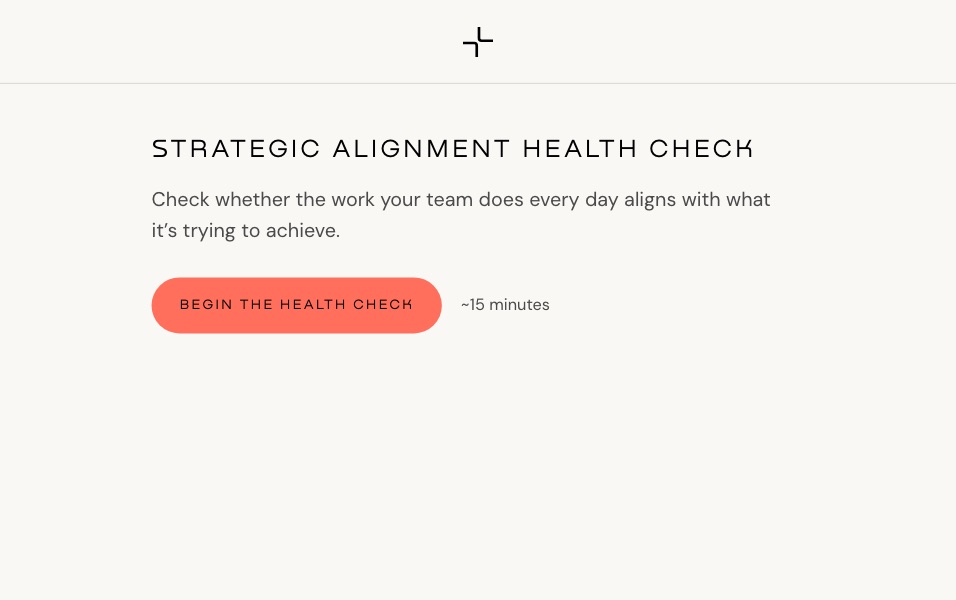 STRATEGIC ALIGNMENT HEALTH CHECK
Check whether the work your team does every day aligns with what
it’s trying to achieve.
BEGIN THE HEALTH CHECK
~15 minutes